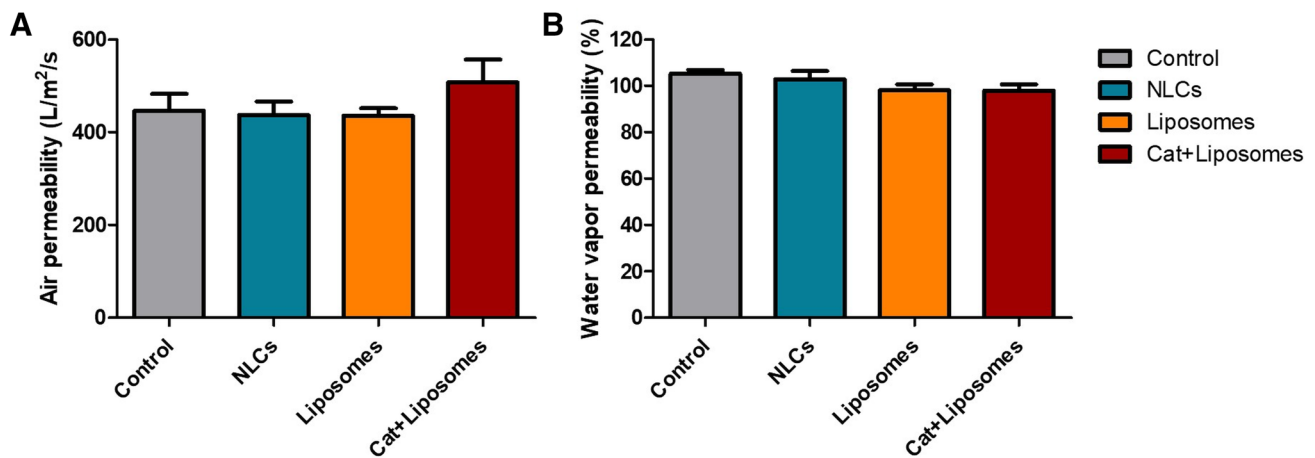 A
Air permeability (L/m²/s)
600
400
200
0
Control
NLCs
Liposomes
Cat+Liposomes
B
Water vapor permeability (%)
120
100
80
60
40
20
0
Control
NLCs
Liposomes
Cat+Liposomes
Control
NLCs
Liposomes
Cat+Liposomes